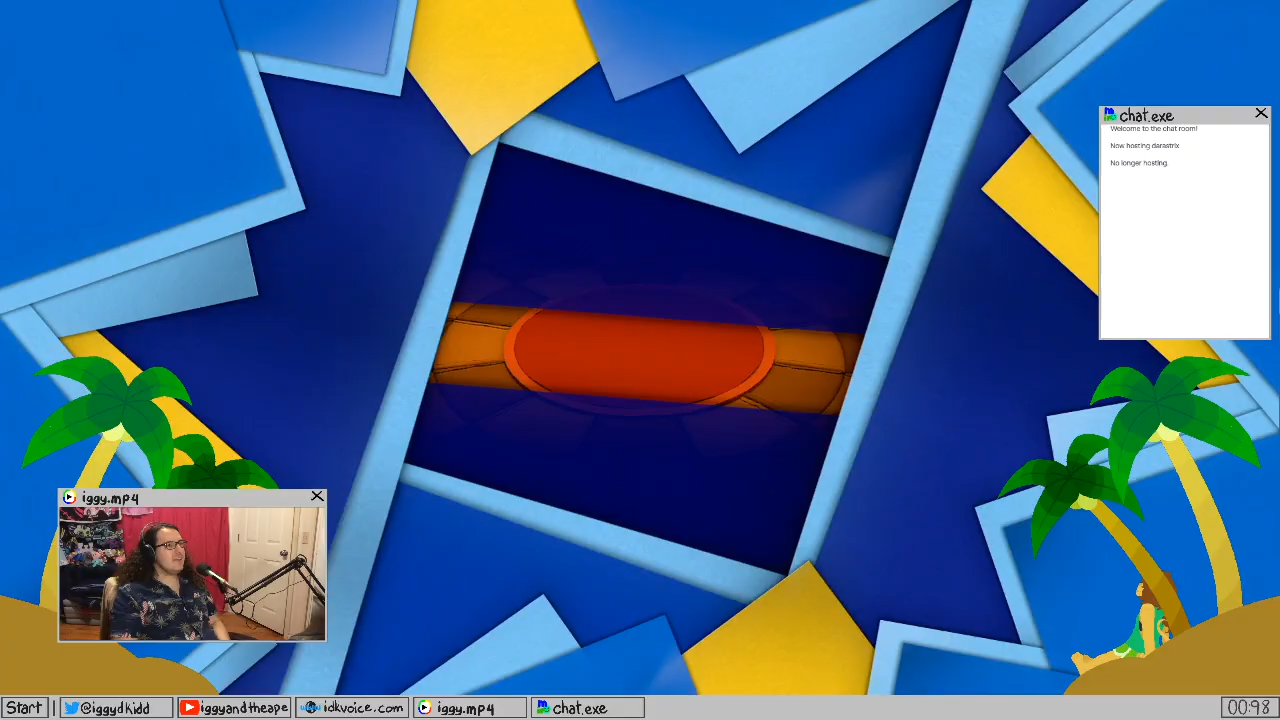 chat.exe
Welcome to the chat room!
Now hosting darastrix
No longer hosting.
iggy.mp4
Start | @iggydkidd iggyandtheape idkvoice.com iggy.mp4 chat.exe 00:98